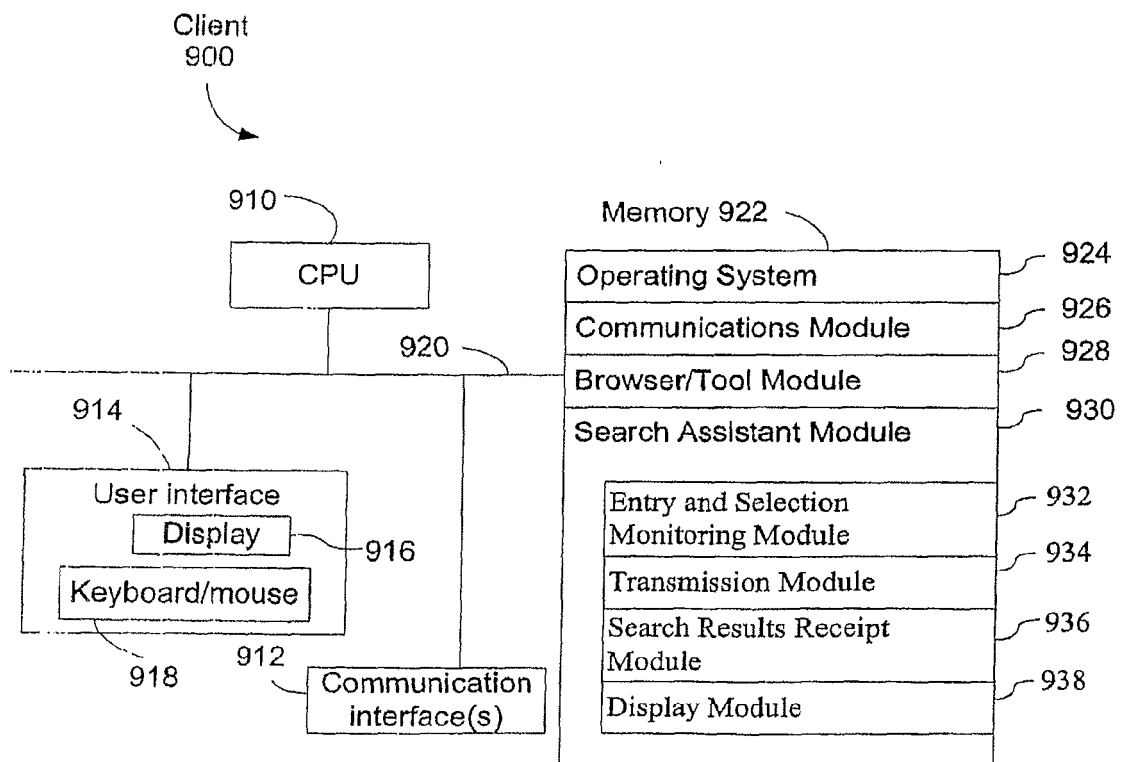 Client
900
910
CPU
920
914
User interface
Display
916
Keyboard/mouse
918
912
Communication
interface(s)
Memory 922
Operating System
924
Communications Module
926
Browser/Tool Module
928
Search Assistant Module
930
Entry and Selection
Monitoring Module
932
Transmission Module
934
Search Results Receipt
Module
936
Display Module
938